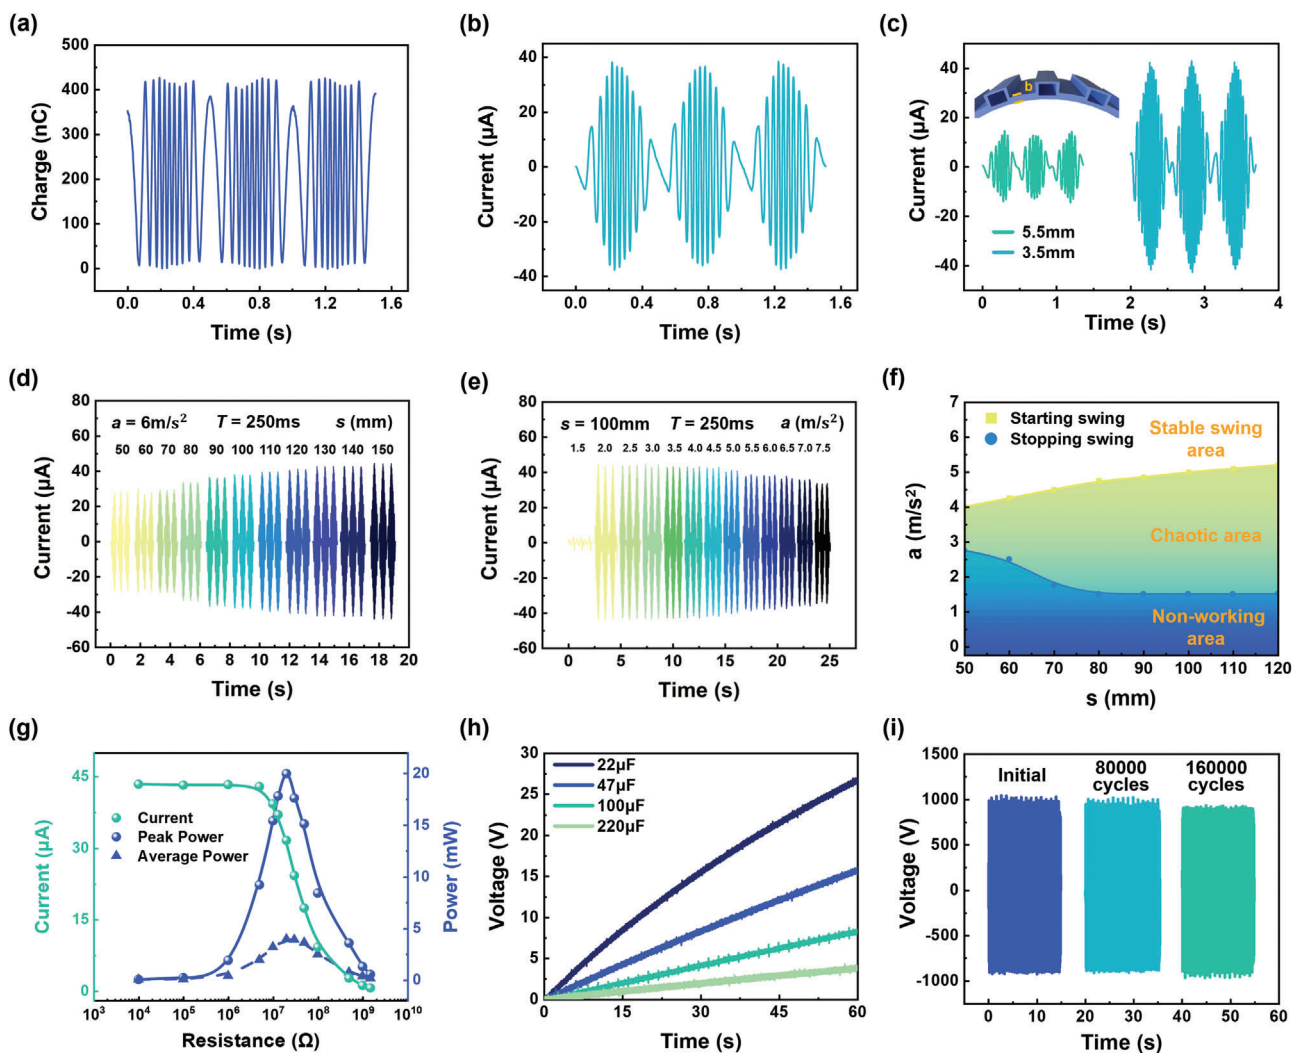 (a)
500
400
300
200
100
0
Charge (nC)
0.0 0.4 0.8 1.2 1.6
Time (s)
(b)
40
20
0
-20
-40
Current (μA)
0.0 0.4 0.8 1.2 1.6
Time (s)
(c)
40
20
0
-20
-40
Current (μA)
b
5.5mm
3.5mm
0 1 2 3 4
Time (s)
(d)
80
60
40
20
0
-20
-40
-60
Current (μA)
a = 6m/s² T = 250ms s (mm)
50 60 70 80 90 100 110 120 130 140 150
0 2 4 6 8 10 12 14 16 18 20
Time (s)
(e)
80
60
40
20
0
-20
-40
-60
Current (μA)
s = 100mm T = 250ms a (m/s²)
1.5 2.0 2.5 3.0 3.5 4.0 4.5 5.0 5.5 6.0 6.5 7.0 7.5
0 5 10 15 20 25
Time (s)
(f)
7
6
5
4
3
2
1
0
a (m/s²)
Starting swing
Stopping swing
Stable swing
area
Chaotic area
Non-working
area
50 60 70 80 90 100 110 120
s (mm)
(g)
45
30
15
0
Current (μA)
Current
Peak Power
Average Power
20
15
10
5
0
Power (mW)
10³ 10⁴ 10⁵ 10⁶ 10⁷ 10⁸ 10⁹ 10¹⁰
Resistance (Ω)
(h)
30
25
20
15
10
5
0
Voltage (V)
22μF
47μF
100μF
220μF
0 15 30 45 60
Time (s)
(i)
1500
1000
500
0
-500
-1000
Voltage (V)
Initial
80000
cycles
160000
cycles
0 10 20 30 40 50 60
Time (s)